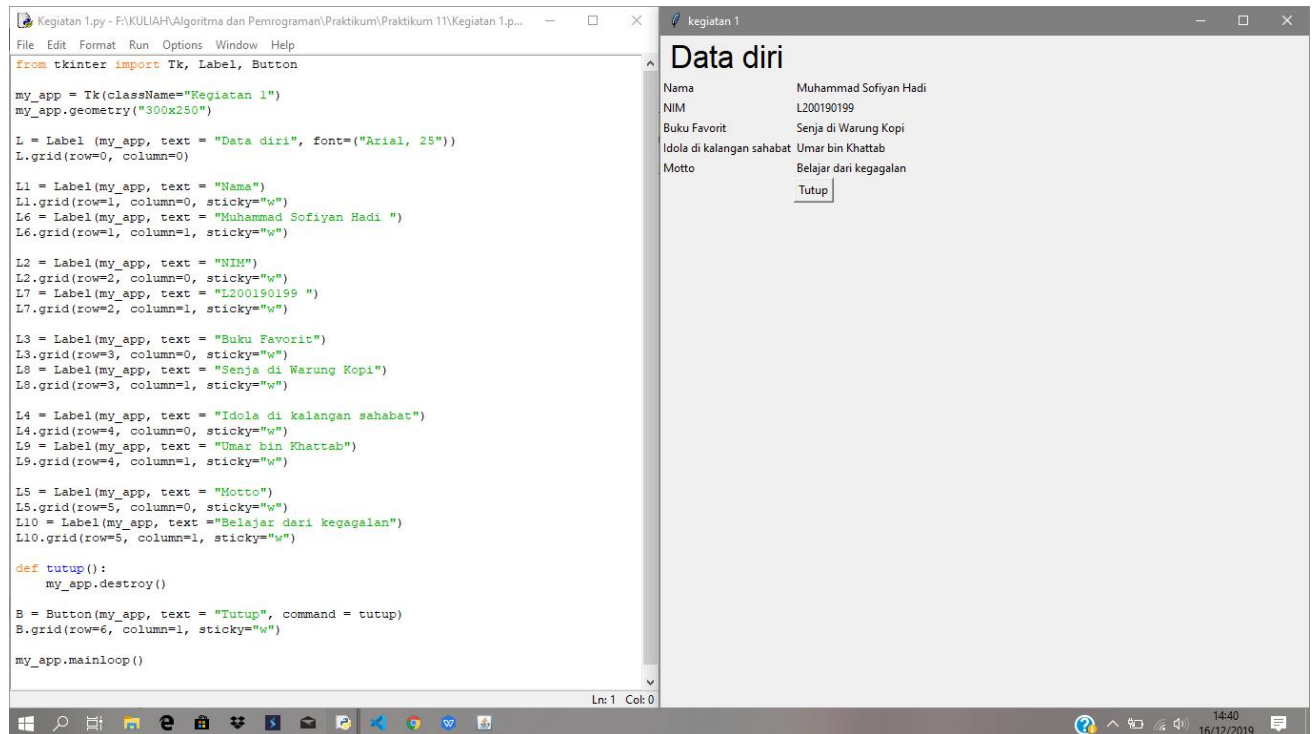 Kegiatan 1.py - F:\KULIAH\Algoritma dan Pemrograman\Praktikum\Praktikum 11\Kegiatan 1.p...
File Edit Format Run Options Window Help
from tkinter import Tk, Label, Button
my_app = Tk(className="Kegiatan 1")
my_app.geometry("300x250")
L = Label (my_app, text = "Data diri", font=("Arial, 25"))
L.grid(row=0, column=0)
L1 = Label(my_app, text = "Nama")
L1.grid(row=1, column=0, sticky="w")
L6 = Label(my_app, text = "Muhammad Sofiyan Hadi ")
L6.grid(row=1, column=1, sticky="w")
L2 = Label(my_app, text = "NIM")
L2.grid(row=2, column=0, sticky="w")
L7 = Label(my_app, text = "L200190199 ")
L7.grid(row=2, column=1, sticky="w")
L3 = Label(my_app, text = "Buku Favorit")
L3.grid(row=3, column=0, sticky="w")
L8 = Label(my_app, text = "Senja di Warung Kopi")
L8.grid(row=3, column=1, sticky="w")
L4 = Label(my_app, text = "Idola di kalangan sahabat")
L4.grid(row=4, column=0, sticky="w")
L9 = Label(my_app, text = "Umar bin Khattab")
L9.grid(row=4, column=1, sticky="w")
L5 = Label(my_app, text = "Motto")
L5.grid(row=5, column=0, sticky="w")
L10 = Label(my_app, text ="Belajar dari kegagalan")
L10.grid(row=5, column=1, sticky="w")
def tutup():
    my_app.destroy()
B = Button(my_app, text = "Tutup", command = tutup)
B.grid(row=6, column=1, sticky="w")
my_app.mainloop()
Ln: 1 Col: 0
kegiatan 1
Data diri
Nama Muhammad Sofiyan Hadi
NIM L200190199
Buku Favorit Senja di Warung Kopi
Idola di kalangan sahabat Umar bin Khattab
Motto Belajar dari kegagalan
Tutup
14:40
16/12/2019